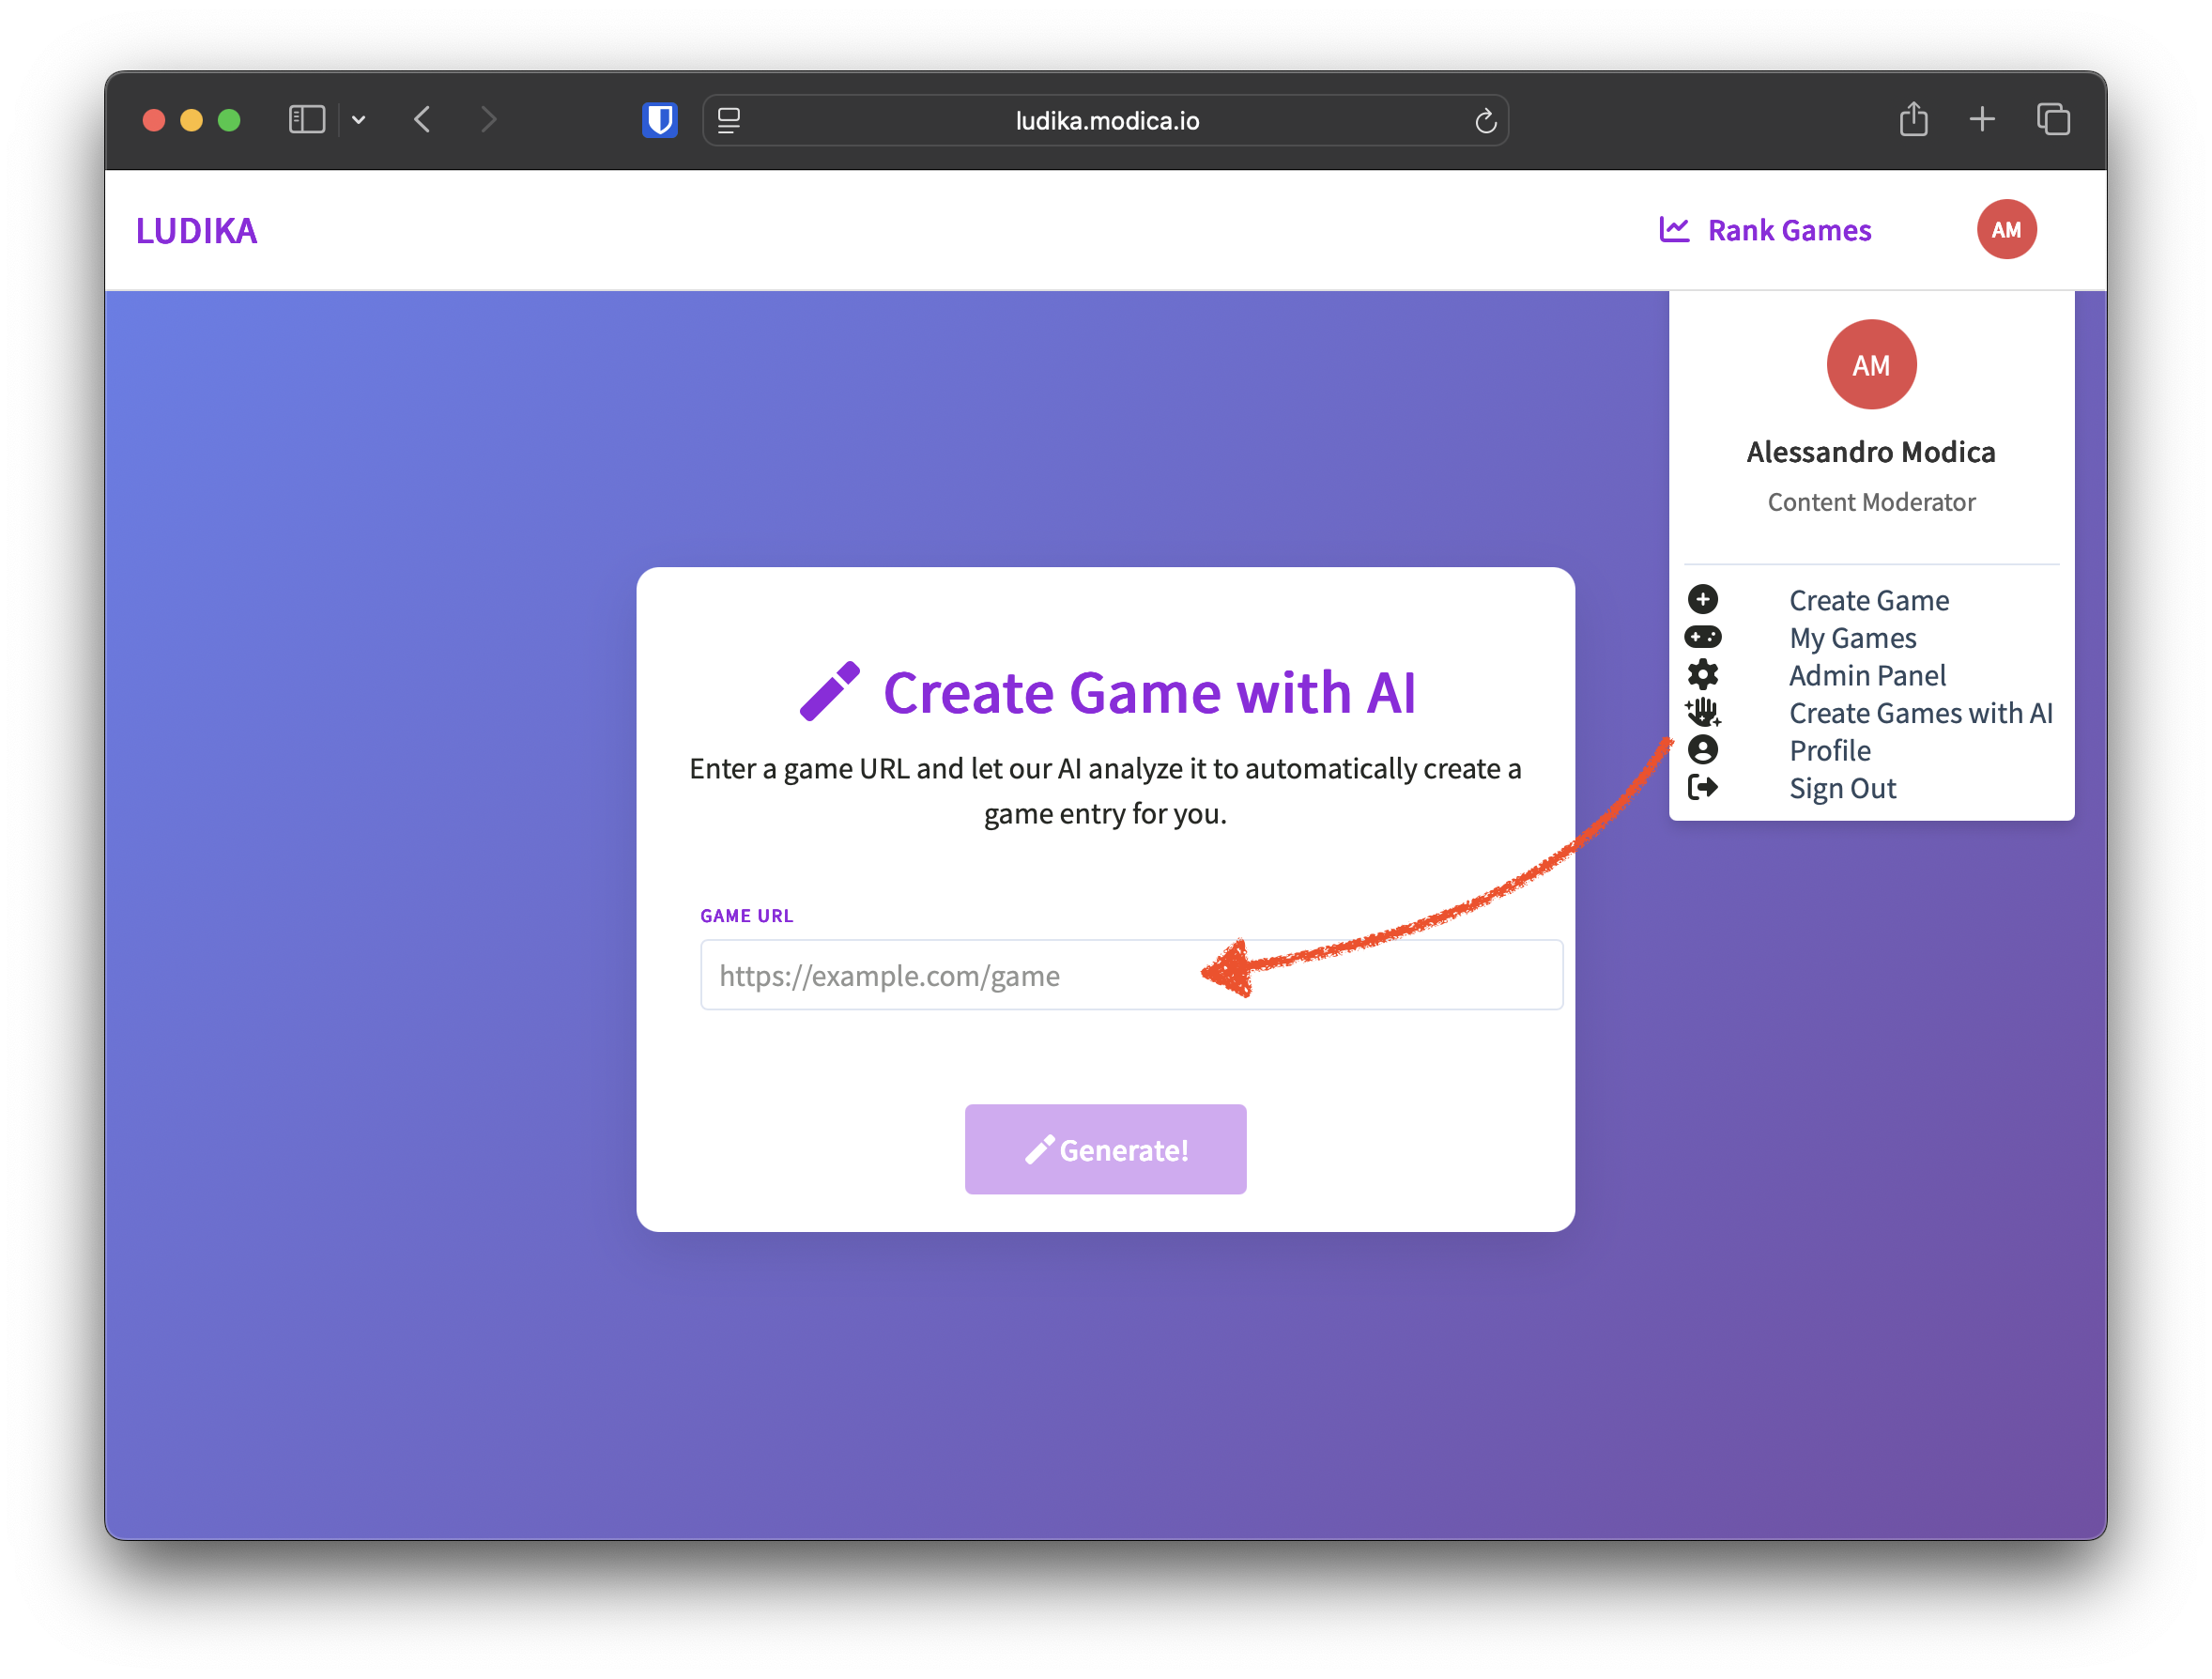 ludika.modica.io
LUDIKA
Rank Games
AM
AM
Alessandro Modica
Content Moderator
Create Game
My Games
Admin Panel
Create Games with AI
Profile
Sign Out
Create Game with AI
Enter a game URL and let our AI analyze it to automatically create a
game entry for you.
GAME URL
https://example.com/game
Generate!